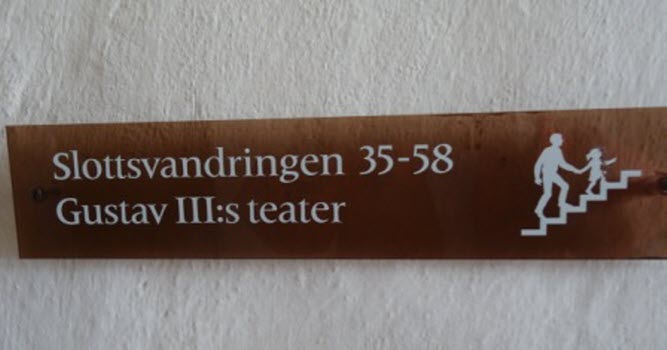 Slottsvandringen 35-58
Gustav III:s teater